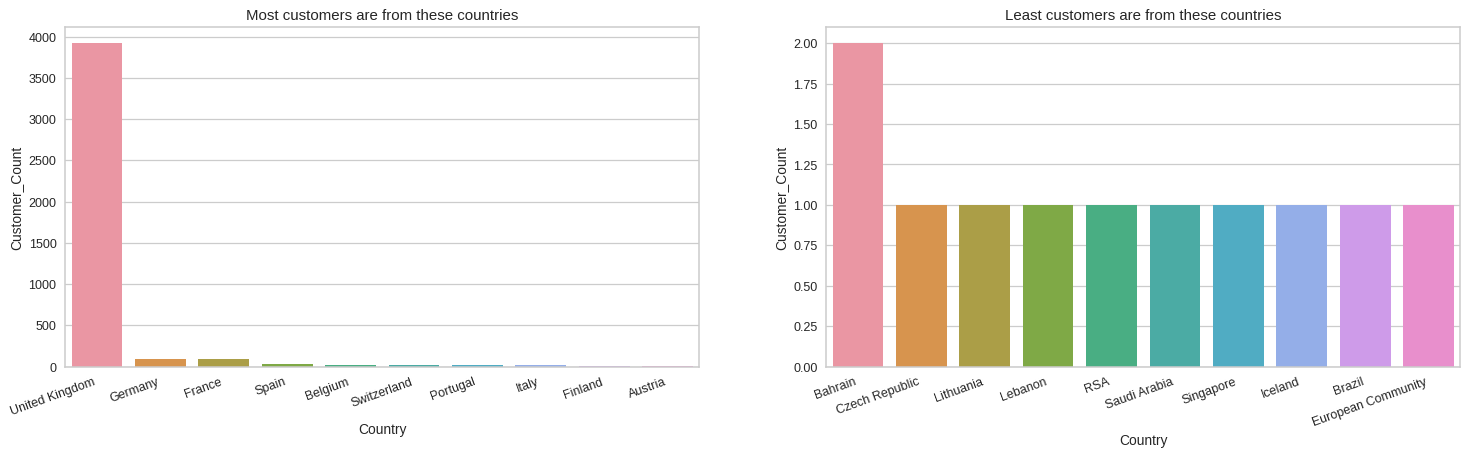 Most customers are from these countries
4000
3500
3000
2500
2000
1500
1000
500
0
Customer_Count
United Kingdom
Germany
France
Spain
Belgium
Switzerland
Portugal
Italy
Finland
Austria
Country
Least customers are from these countries
2.00
1.75
1.50
1.25
1.00
0.75
0.50
0.25
0.00
Customer_Count
Bahrain
Czech Republic
Lithuania
Lebanon
RSA
Saudi Arabia
Singapore
Iceland
Brazil
European Community
Country